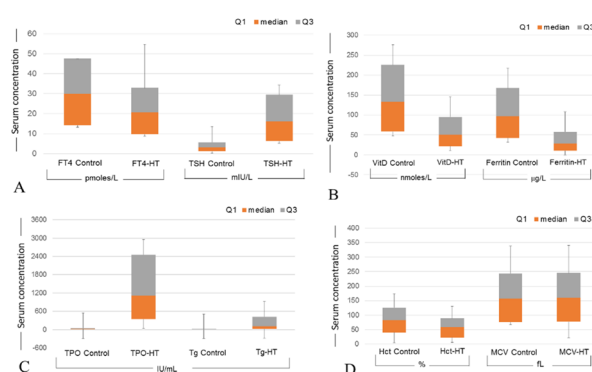 Q1 median Q3
Serum concentration
60
50
40
30
20
10
0
FT4 Control FT4-HT TSH Control TSH-HT
pmoles/L mIU/L
A
Q1 median Q3
Serum concentration
300
250
200
150
100
50
0
-50
VitD Control VitD-HT Ferritin Control Ferritin-HT
nmoles/L µg/L
B
Q1 median Q3
Serum concentration
3600
3000
2400
1800
1200
600
0
-600
TPO Control TPO-HT Tg Control Tg-HT
IU/mL
C
Q1 median Q3
Serum concentration
400
350
300
250
200
150
100
50
0
Hct Control Hct-HT MCV Control MCV-HT
% fL
D